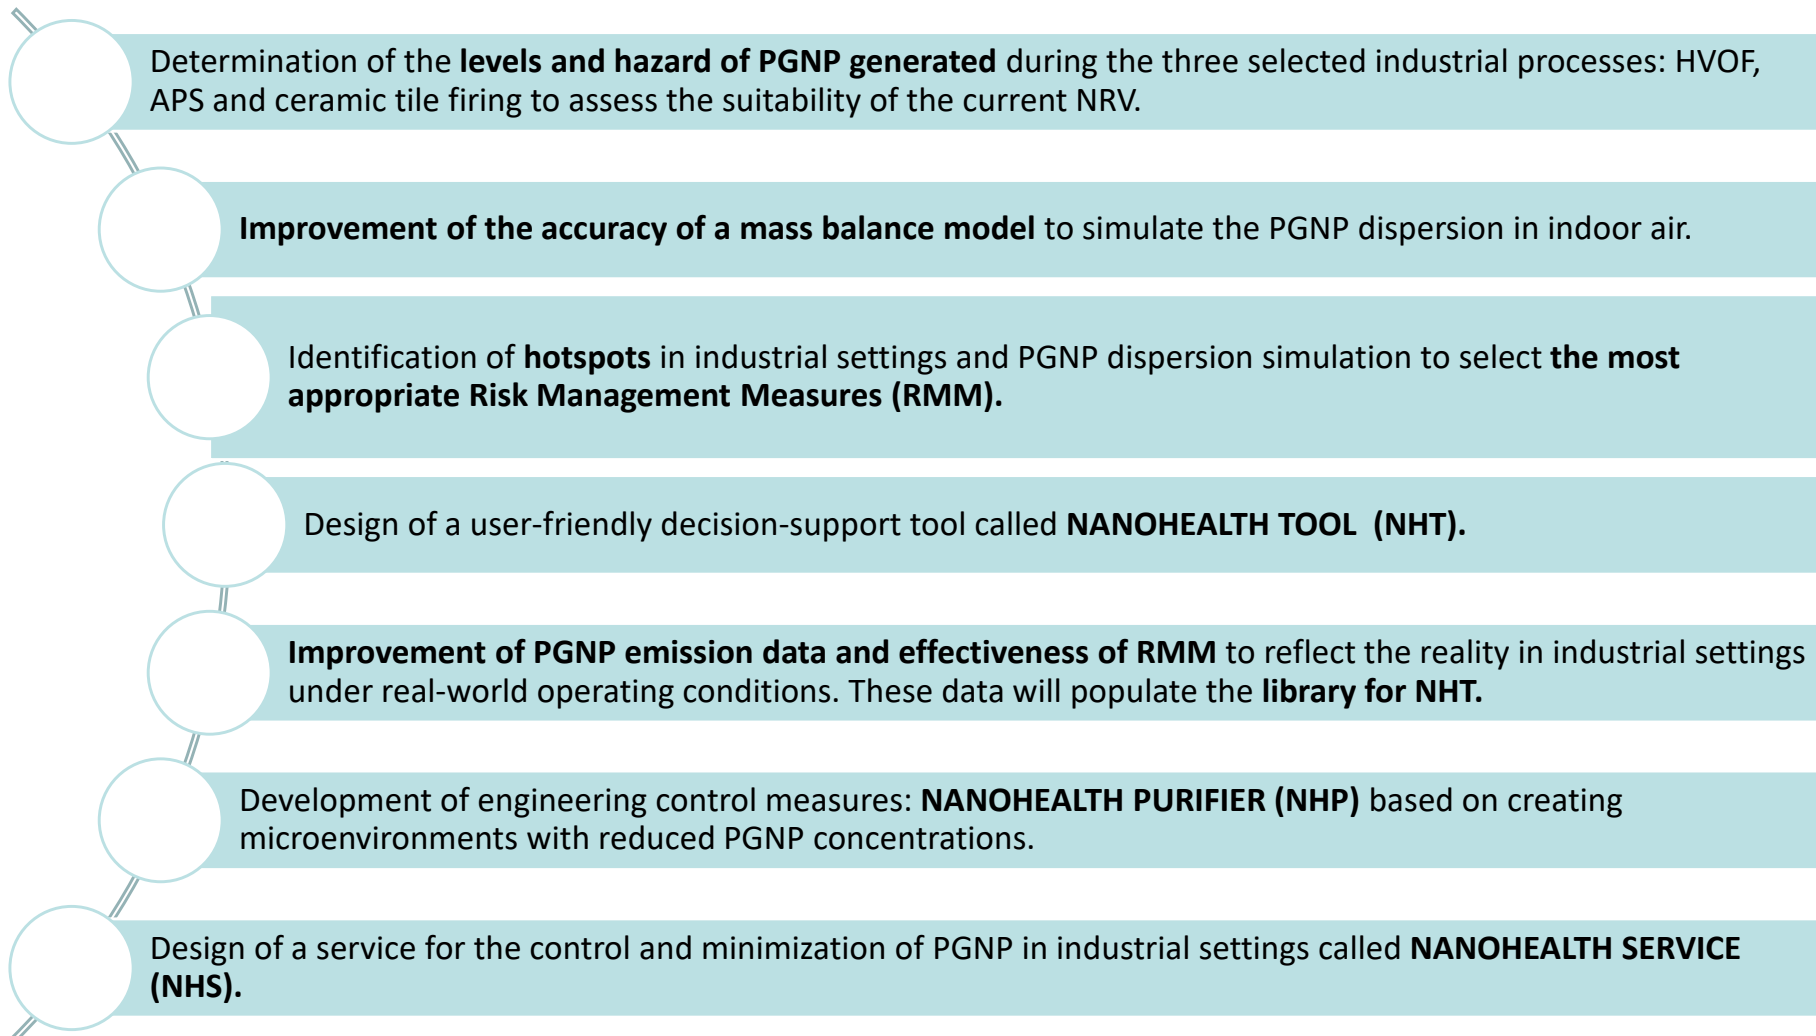 Determination of the levels and hazard of PGNP generated during the three selected industrial processes: HVOF,
APS and ceramic tile firing to assess the suitability of the current NRV.
Improvement of the accuracy of a mass balance model to simulate the PGNP dispersion in indoor air.
Identification of hotspots in industrial settings and PGNP dispersion simulation to select the most
appropriate Risk Management Measures (RMM).
Design of a user-friendly decision-support tool called NANOHEALTH TOOL (NHT).
Improvement of PGNP emission data and effectiveness of RMM to reflect the reality in industrial settings
under real-world operating conditions. These data will populate the library for NHT.
Development of engineering control measures: NANOHEALTH PURIFIER (NHP) based on creating
microenvironments with reduced PGNP concentrations.
Design of a service for the control and minimization of PGNP in industrial settings called NANOHEALTH SERVICE
(NHS).